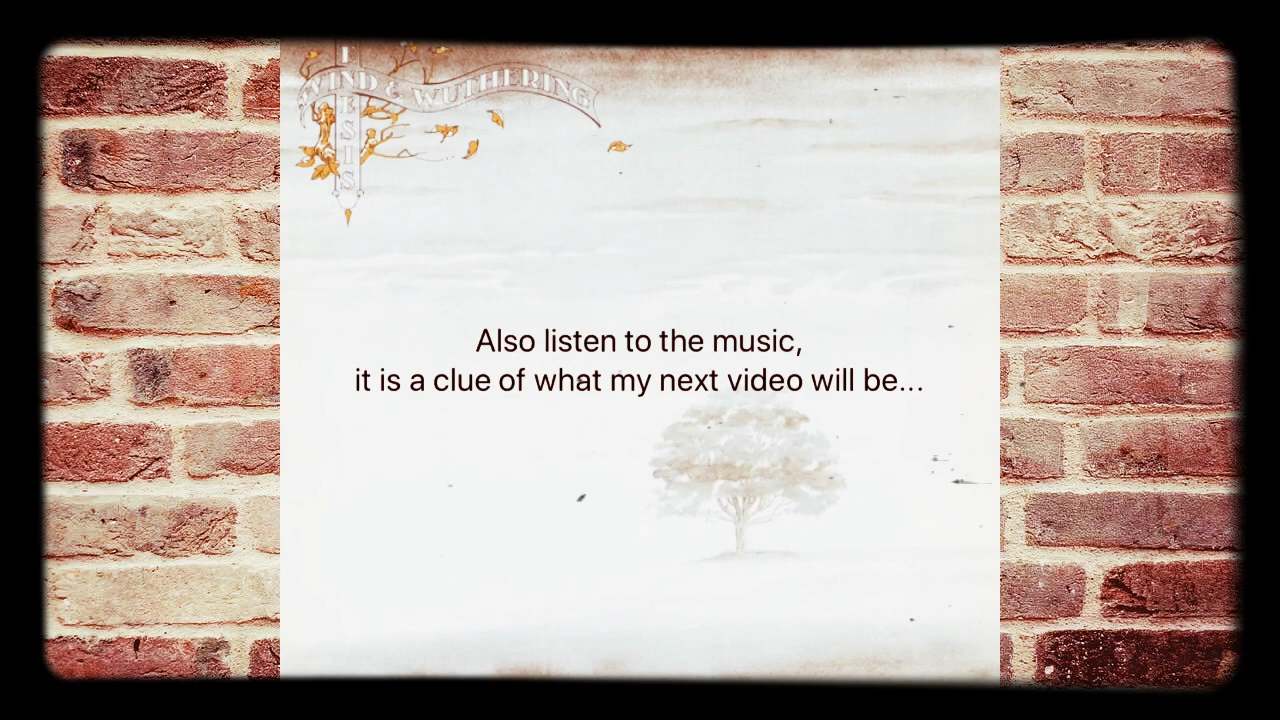 GENESIS
WIND & WUTHERING
Also listen to the music,
it is a clue of what my next video will be...